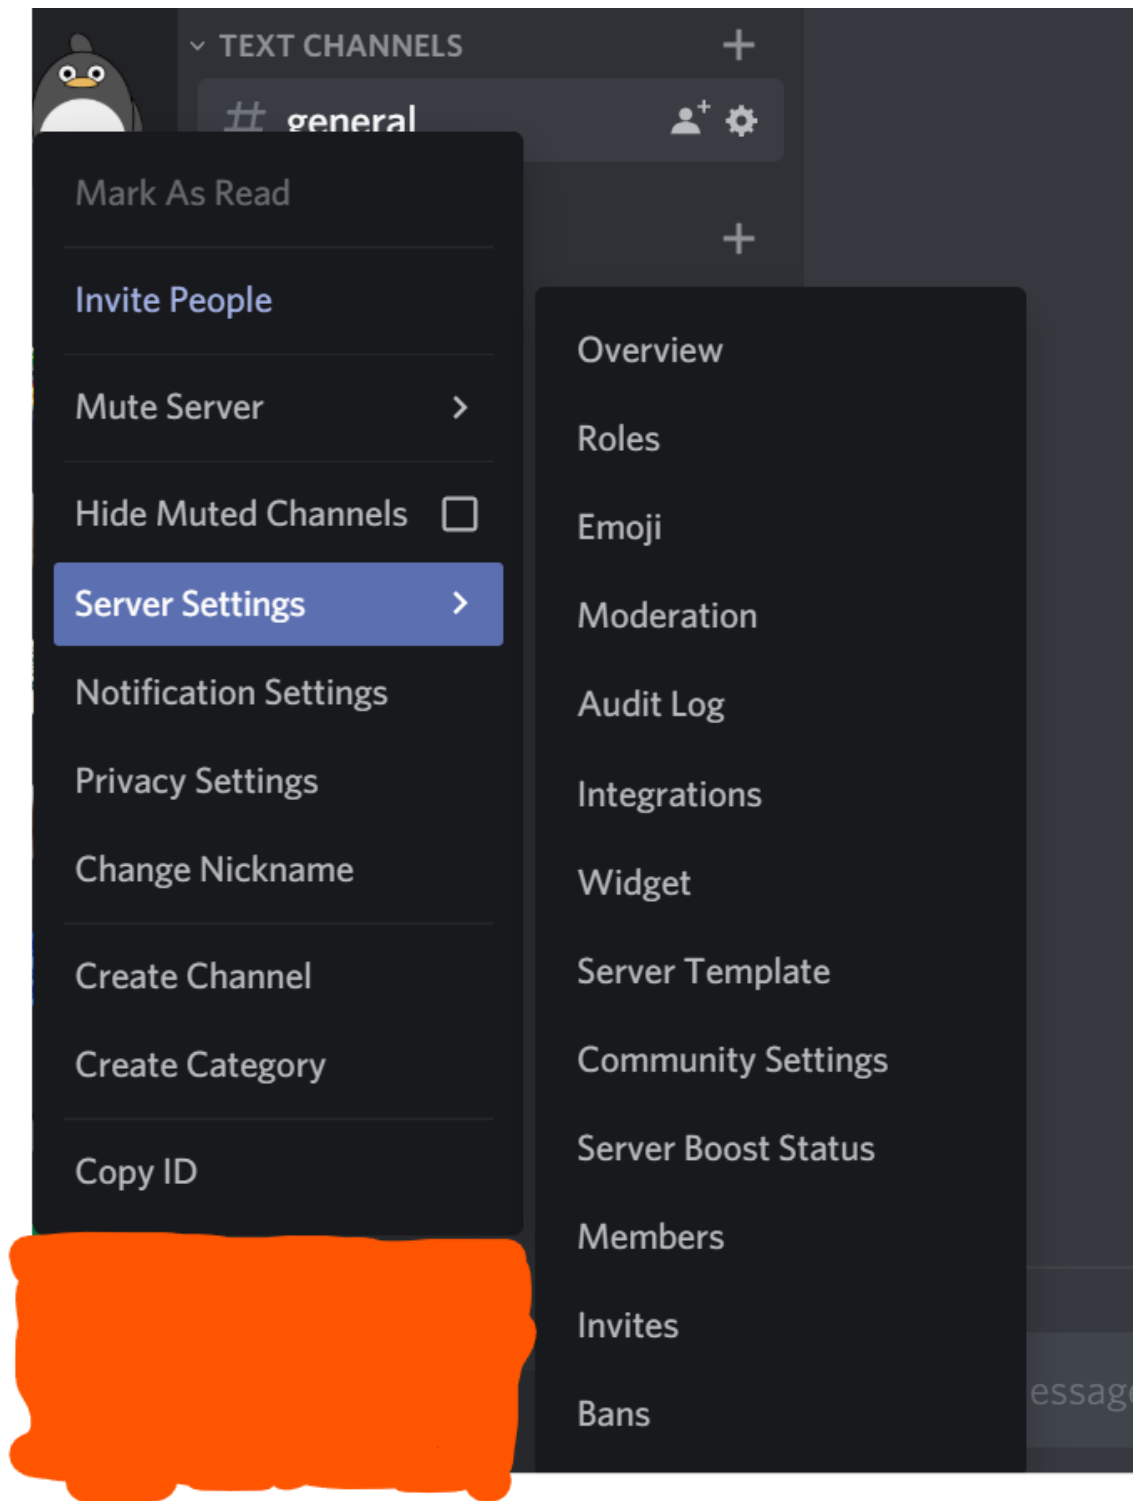 TEXT CHANNELS
general
Mark As Read
Invite People
Mute Server
Hide Muted Channels
Server Settings
Notification Settings
Privacy Settings
Change Nickname
Create Channel
Create Category
Copy ID
Overview
Roles
Emoji
Moderation
Audit Log
Integrations
Widget
Server Template
Community Settings
Server Boost Status
Members
Invites
Bans
essage